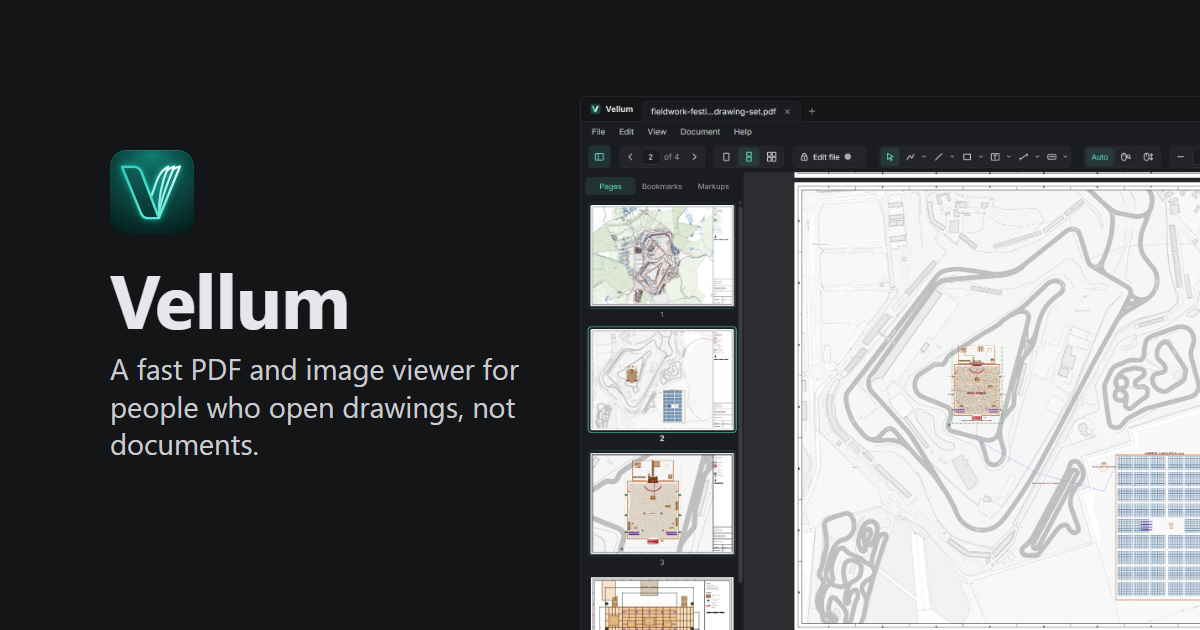 Vellum
A fast PDF and image viewer for
people who open drawings, not
documents.
Vellum
fieldwork-festi...drawing-set.pdf
File Edit View Document Help
2 of 4
Edit file
Auto
Pages Bookmarks Markups
1
2
3